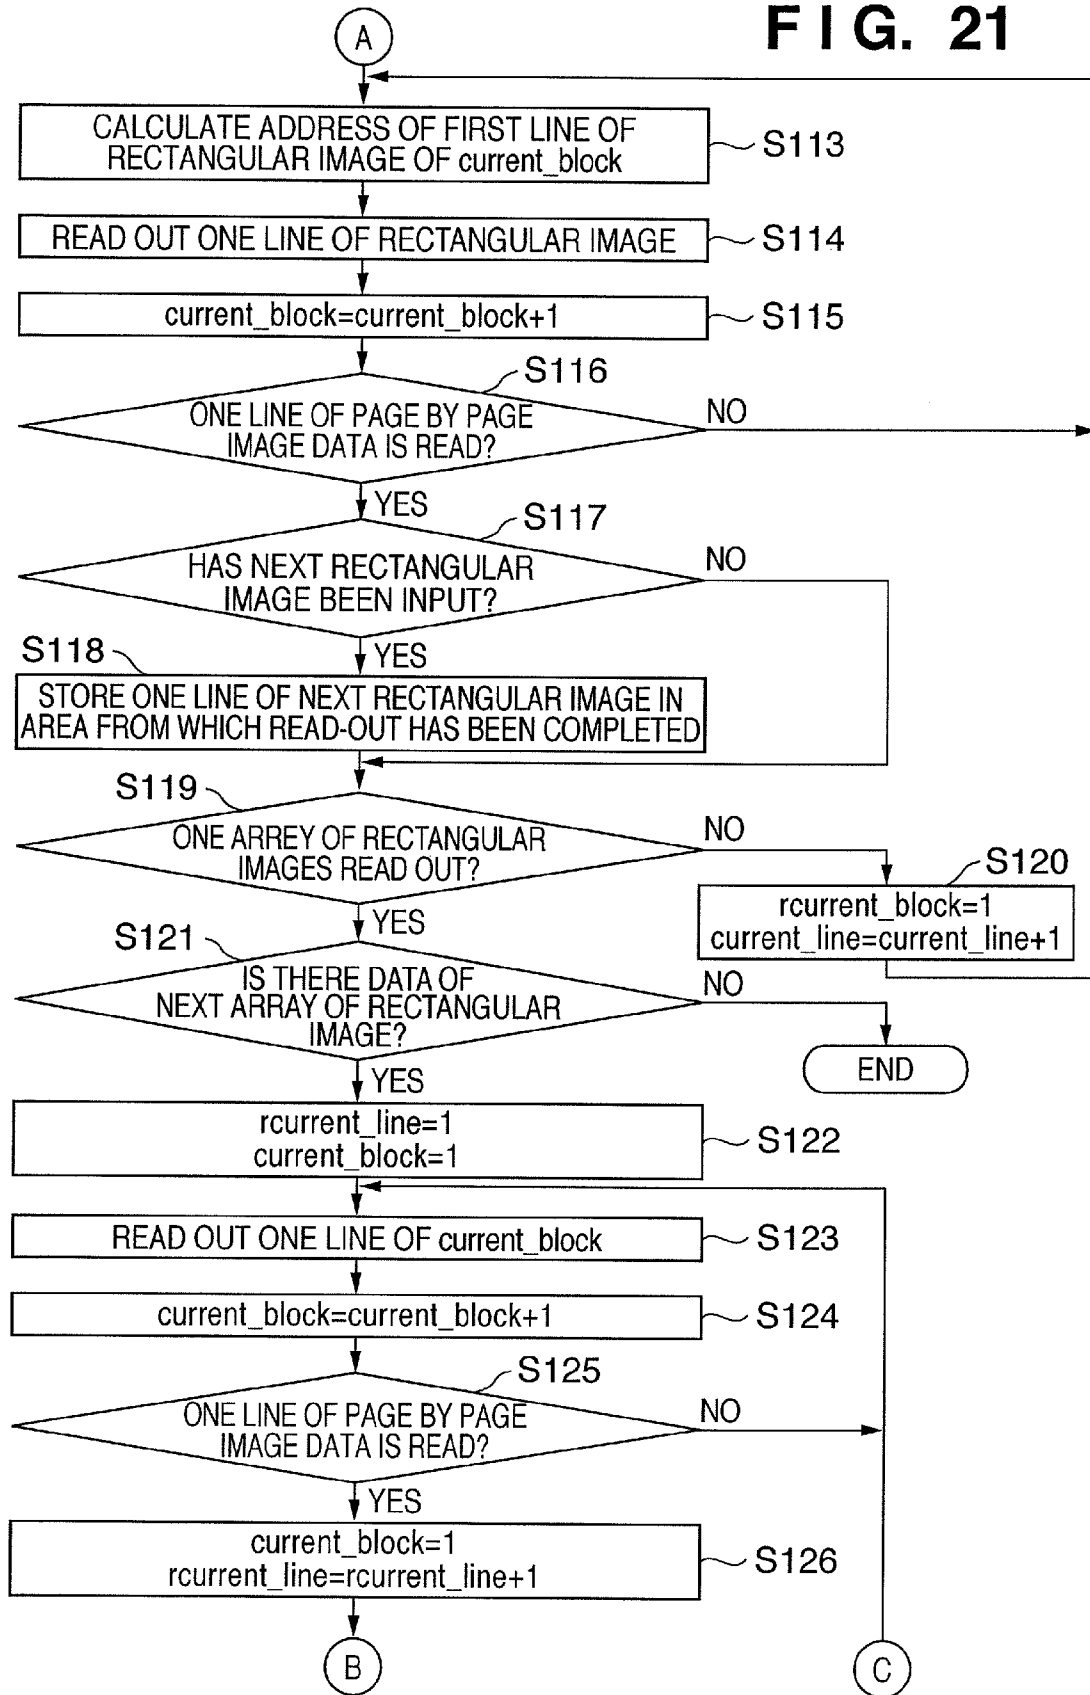 FIG. 21
A
CALCULATE ADDRESS OF FIRST LINE OF
RECTANGULAR IMAGE OF current_block
S113
READ OUT ONE LINE OF RECTANGULAR IMAGE
S114
current_block=current_block+1
S115
S116
ONE LINE OF PAGE BY PAGE
IMAGE DATA IS READ?
NO
YES
S117
HAS NEXT RECTANGULAR
IMAGE BEEN INPUT?
NO
YES
S118
STORE ONE LINE OF NEXT RECTANGULAR IMAGE IN
AREA FROM WHICH READ-OUT HAS BEEN COMPLETED
S119
ONE ARREY OF RECTANGULAR
IMAGES READ OUT?
NO
S120
rcurrent_block=1
current_line=current_line+1
YES
S121
IS THERE DATA OF
NEXT ARRAY OF RECTANGULAR
IMAGE?
NO
END
YES
rcurrent_line=1
current_block=1
S122
READ OUT ONE LINE OF current_block
S123
current_block=current_block+1
S124
S125
ONE LINE OF PAGE BY PAGE
IMAGE DATA IS READ?
NO
YES
current_block=1
rcurrent_line=rcurrent_line+1
S126
B
C